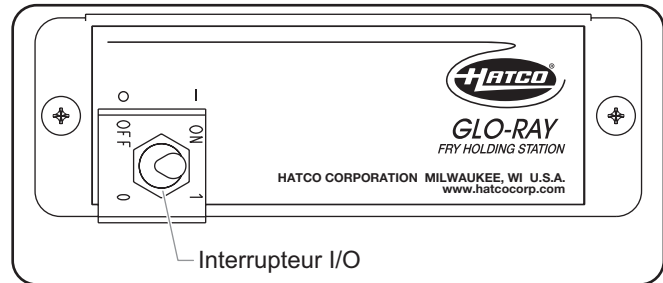 O I
OFF ON
0 1
HATCO®
GLO-RAY
FRY HOLDING STATION
HATCO CORPORATION MILWAUKEE, WI U.S.A.
www.hatcocorp.com
Interrupteur I/O